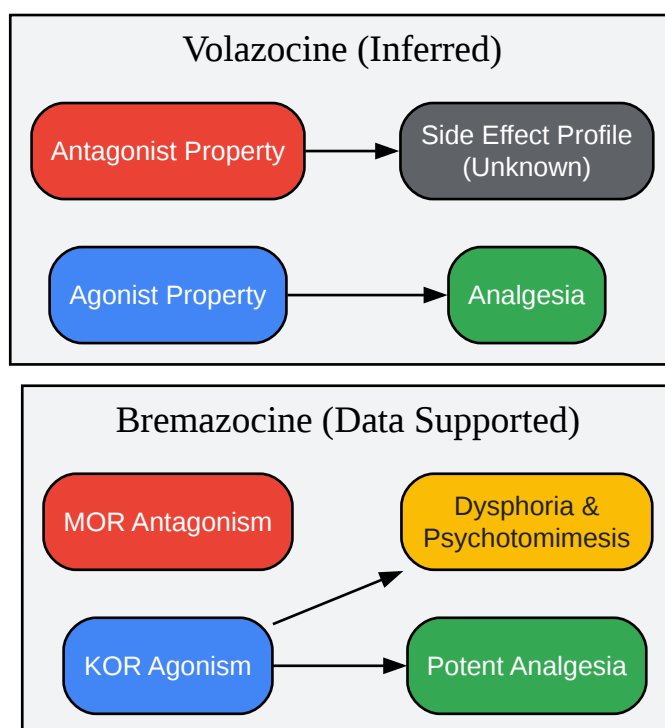 Volazocine (Inferred)
Antagonist Property
Side Effect Profile
(Unknown)
Agonist Property
Analgesia
Bremazocine (Data Supported)
MOR Antagonism
Dysphoria &
Psychotomimesis
KOR Agonism
Potent Analgesia